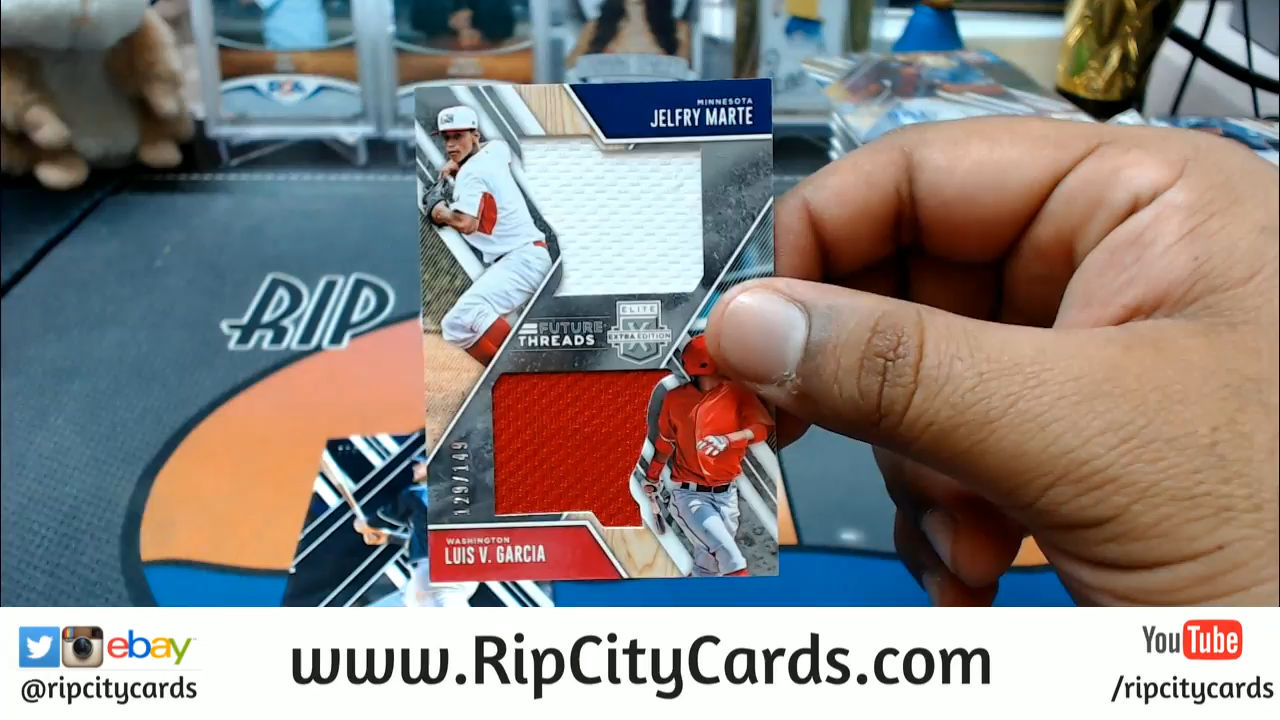 PSA
MINNESOTA
JELFRY MARTE
RIP
FUTURE
THREADS
ELITE
EXTRA EDITION
129/149
WASHINGTON
LUIS V. GARCIA
ebay
@ripcitycards
www.RipCityCards.com
YouTube
/ripcitycards